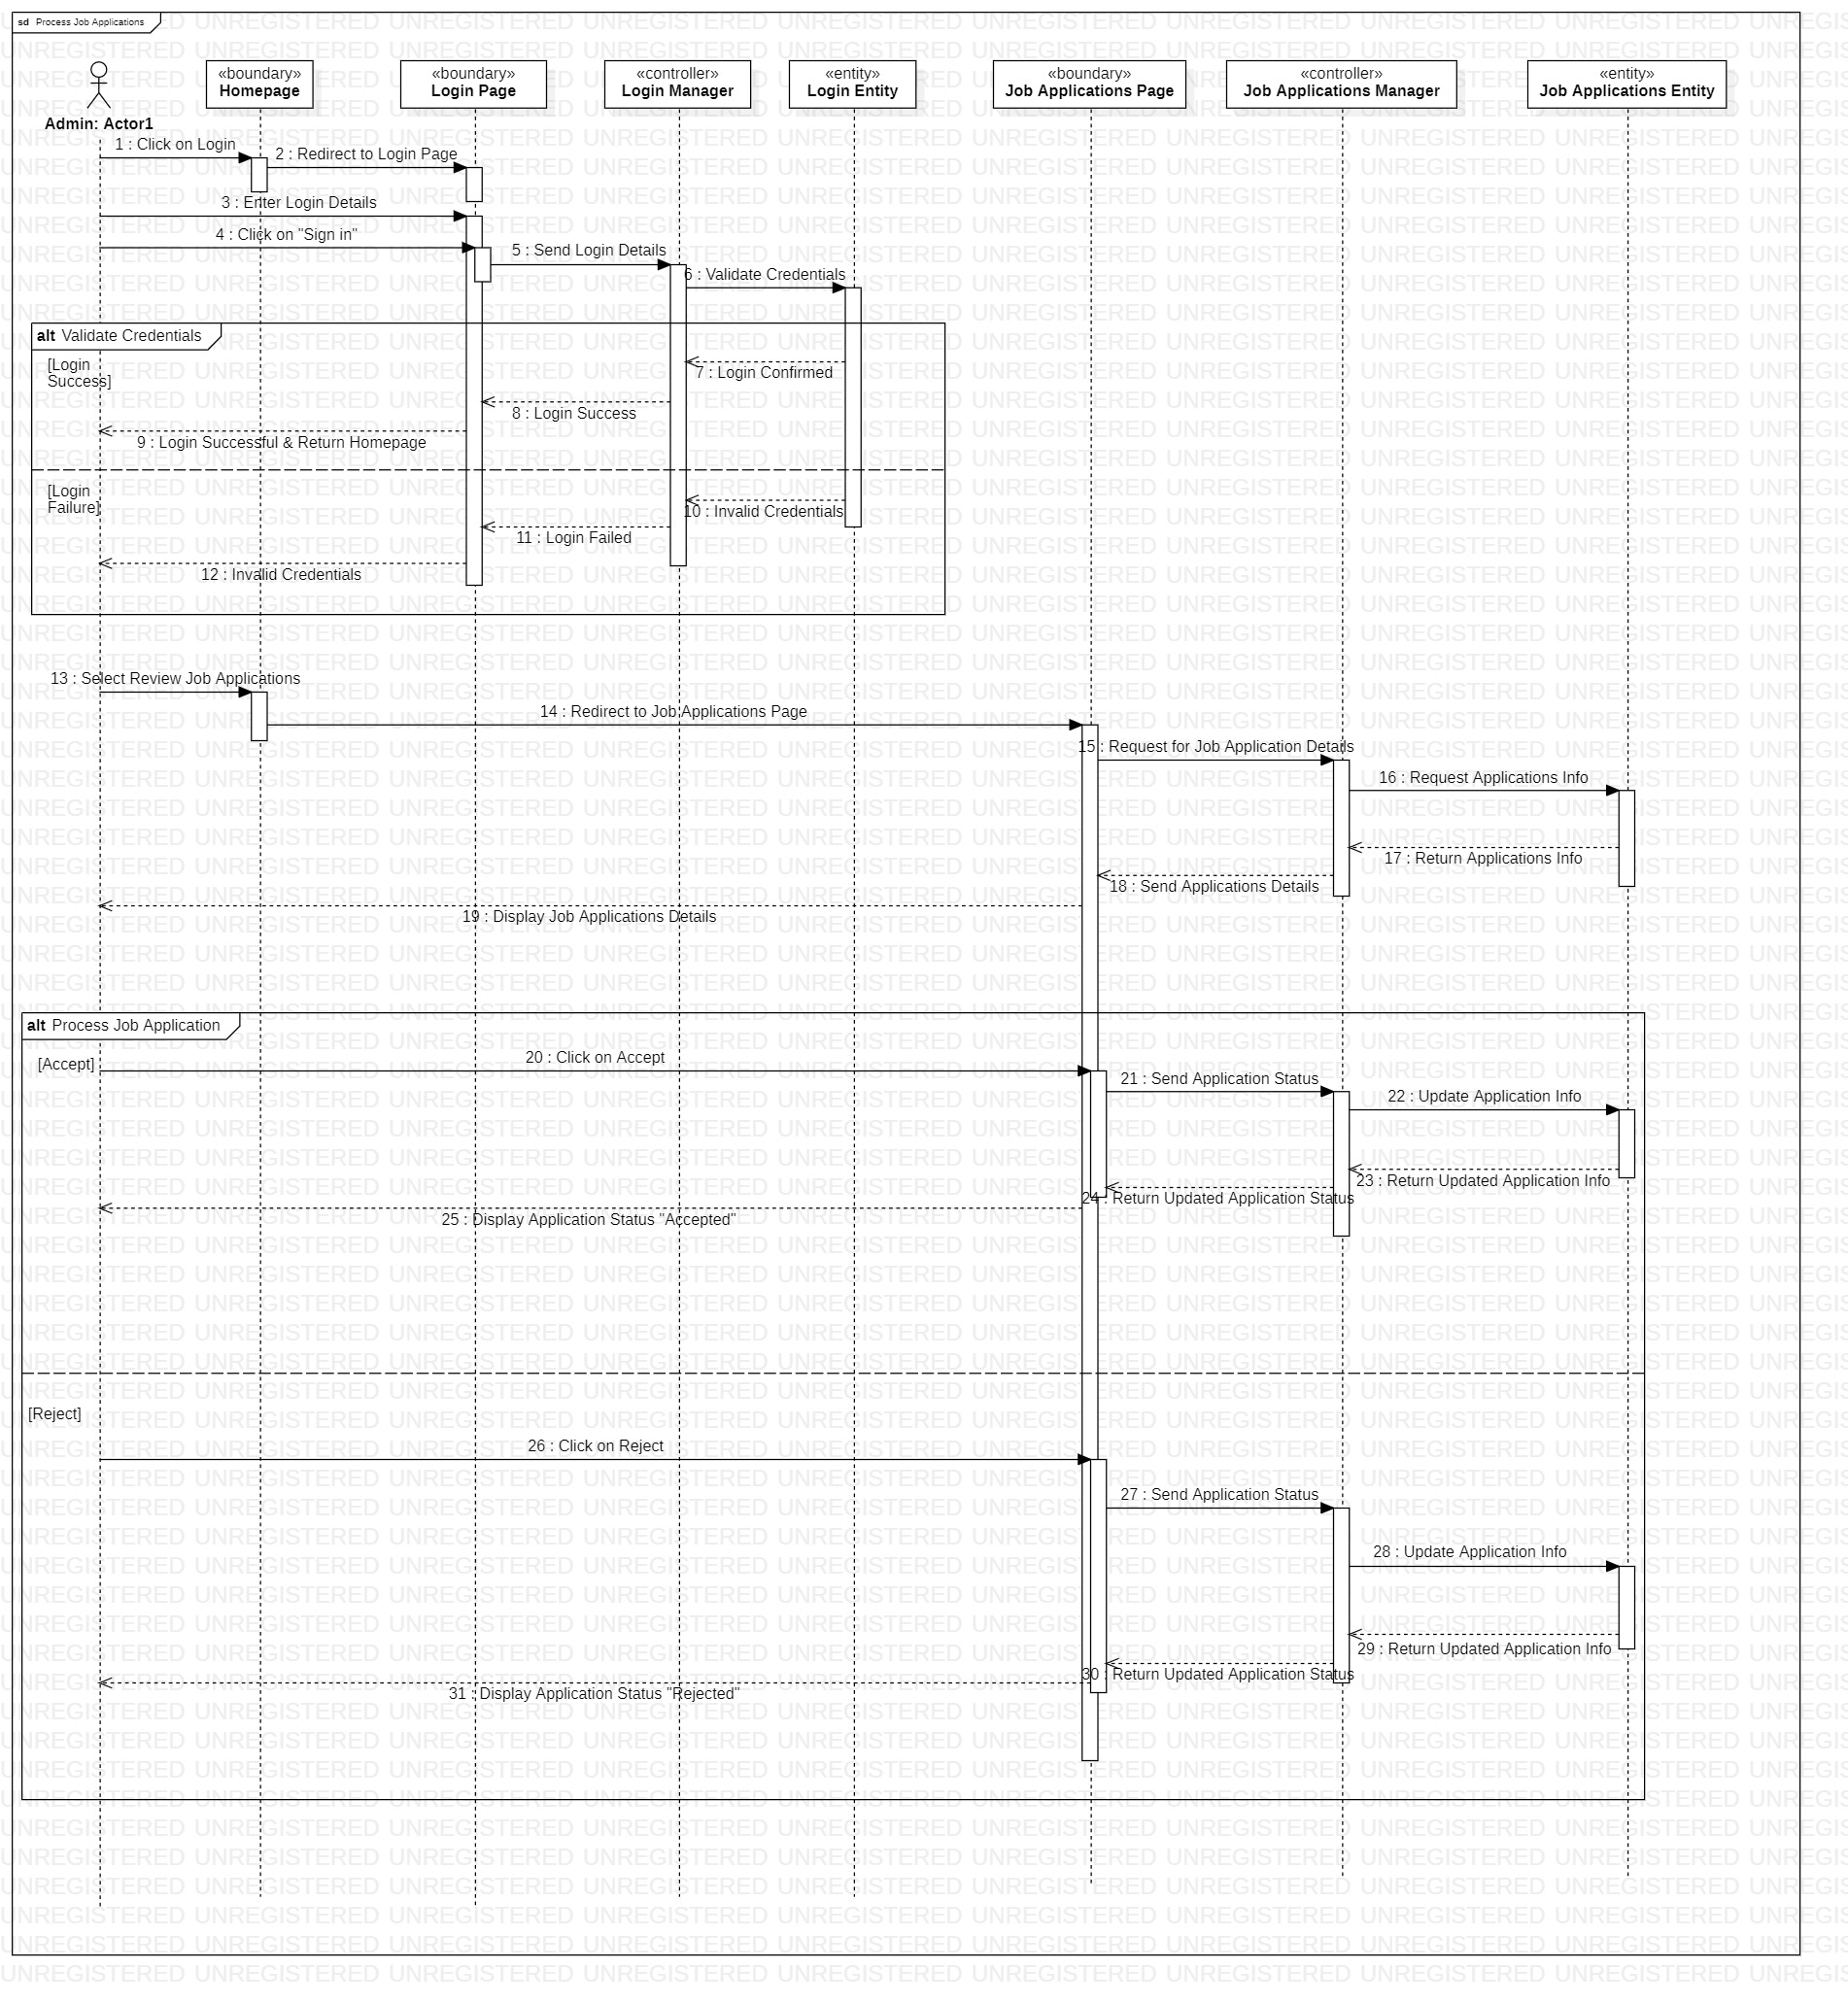 sd Process Job Applications
«boundary»
Homepage
«boundary»
Login Page
«controller»
Login Manager
«entity»
Login Entity
«boundary»
Job Applications Page
«controller»
Job Applications Manager
«entity»
Job Applications Entity
Admin: Actor1
1 : Click on Login
2 : Redirect to Login Page
3 : Enter Login Details
4 : Click on "Sign in"
5 : Send Login Details
6 : Validate Credentials
alt Validate Credentials
[Login
Success]
7 : Login Confirmed
8 : Login Success
9 : Login Successful & Return Homepage
[Login
Failure]
10 : Invalid Credentials
11 : Login Failed
12 : Invalid Credentials
13 : Select Review Job Applications
14 : Redirect to Job Applications Page
15 : Request for Job Application Details
16 : Request Applications Info
17 : Return Applications Info
18 : Send Applications Details
19 : Display Job Applications Details
alt Process Job Application
[Accept]
20 : Click on Accept
21 : Send Application Status
22 : Update Application Info
23 : Return Updated Application Info
24 : Return Updated Application Status
25 : Display Application Status "Accepted"
[Reject]
26 : Click on Reject
27 : Send Application Status
28 : Update Application Info
29 : Return Updated Application Info
30 : Return Updated Application Status
31 : Display Application Status "Rejected"
UNREGISTERED